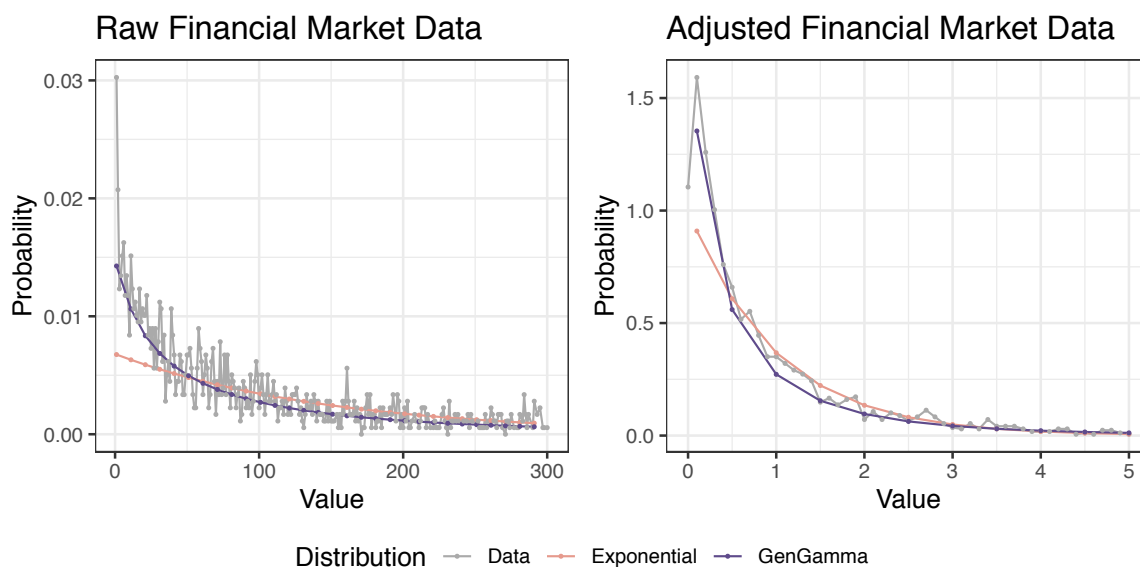 Raw Financial Market Data
Adjusted Financial Market Data
0.03
0.02
0.01
0.00
Probability
0
100
200
300
Value
1.5
1.0
0.5
0.0
Probability
0
1
2
3
4
5
Value
Distribution Data Exponential GenGamma